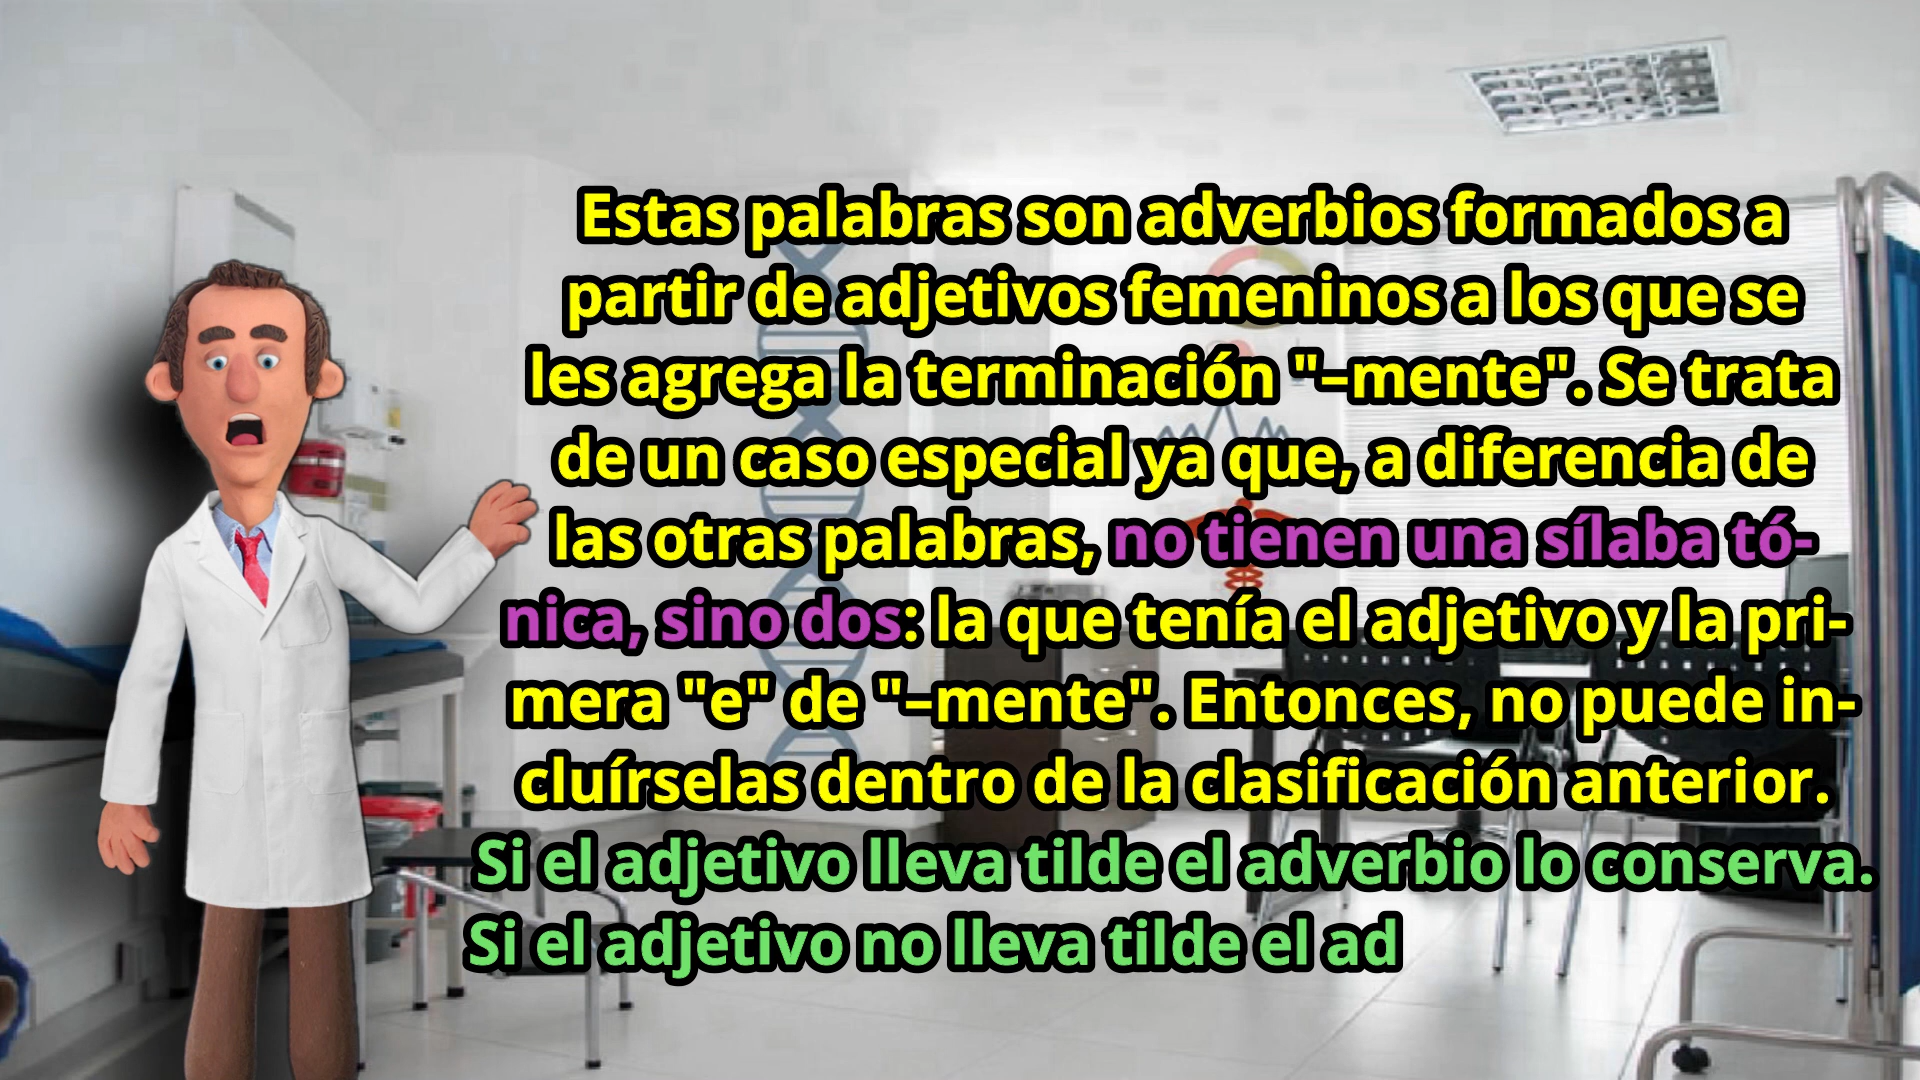 Estas palabras son adverbios formados a
partir de adjetivos femeninos a los que se
les agrega la terminación "–mente". Se trata
de un caso especial ya que, a diferencia de
las otras palabras, no tienen una sílaba tó-
nica, sino dos: la que tenía el adjetivo y la pri-
mera "e" de "–mente". Entonces, no puede in-
cluírselas dentro de la clasificación anterior.
Si el adjetivo lleva tilde el adverbio lo conserva.
Si el adjetivo no lleva tilde el ad